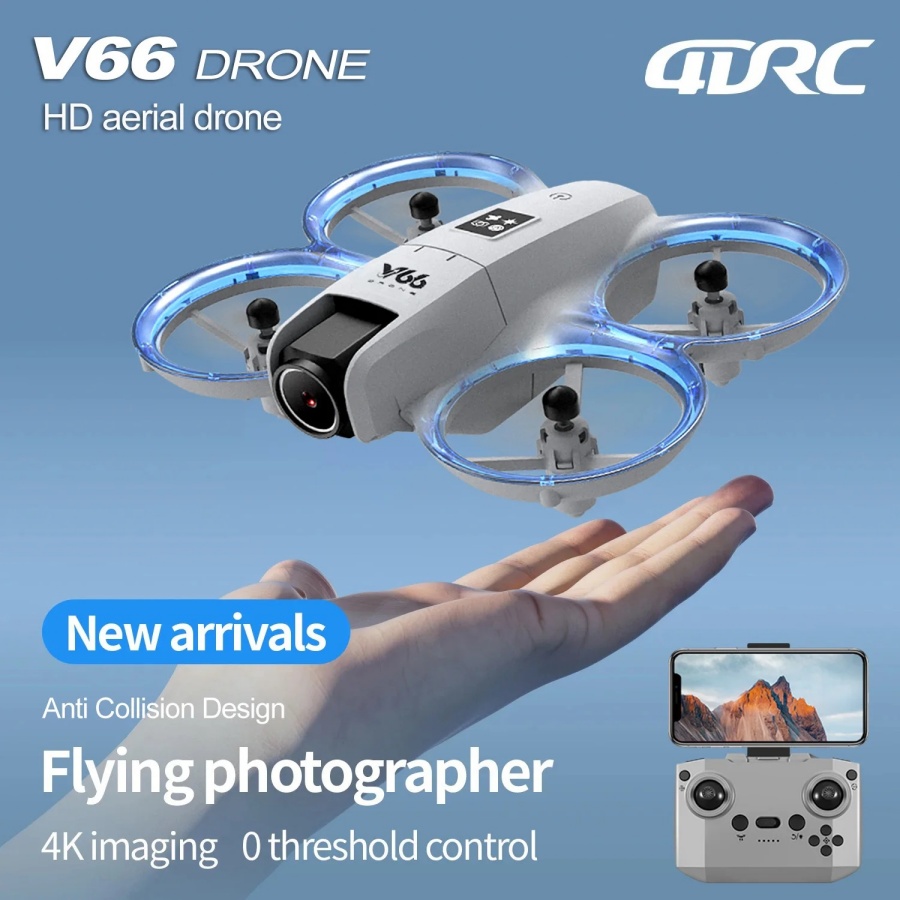 V66 DRONE
4DRC
HD aerial drone
V66
DRONE
New arrivals
Anti Collision Design
Flying photographer
4K imaging 0 threshold control